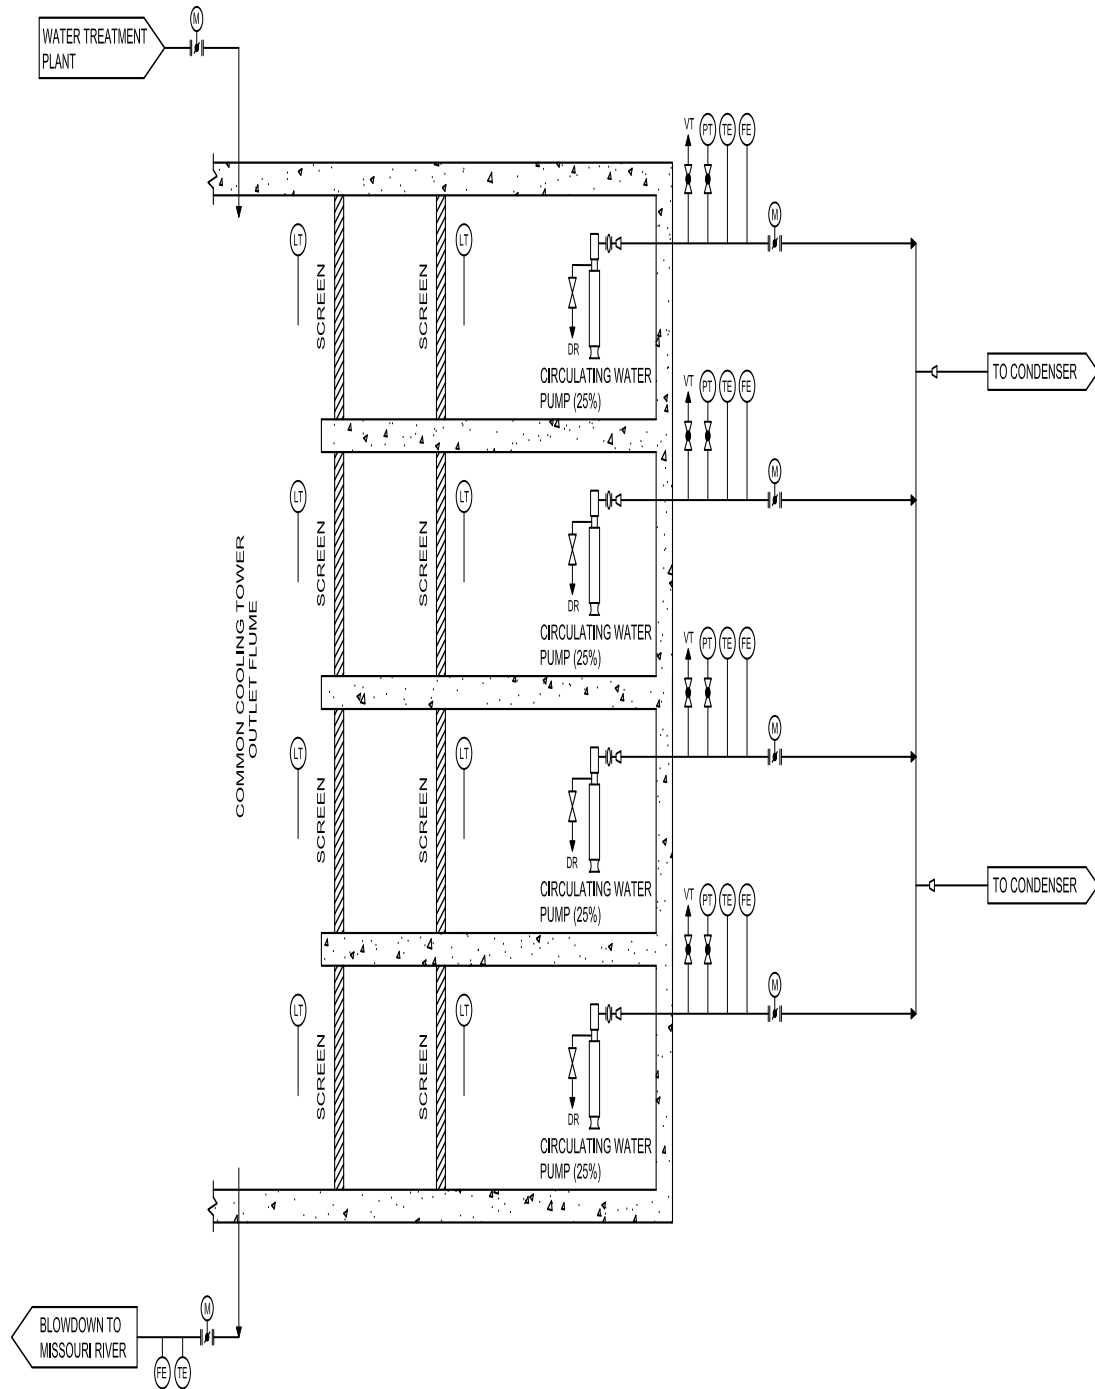 M
WATER TREATMENT
PLANT
VT
PT
TE
FE
M
LT
SCREEN
LT
SCREEN
DR
CIRCULATING WATER
PUMP (25%)
TO CONDENSER
VT
PT
TE
FE
M
LT
SCREEN
LT
SCREEN
DR
CIRCULATING WATER
PUMP (25%)
COMMON COOLING TOWER
OUTLET FLUME
VT
PT
TE
FE
M
LT
SCREEN
LT
SCREEN
DR
CIRCULATING WATER
PUMP (25%)
TO CONDENSER
VT
PT
TE
FE
M
LT
SCREEN
LT
SCREEN
DR
CIRCULATING WATER
PUMP (25%)
M
BLOWDOWN TO
MISSOURI RIVER
FE
TE